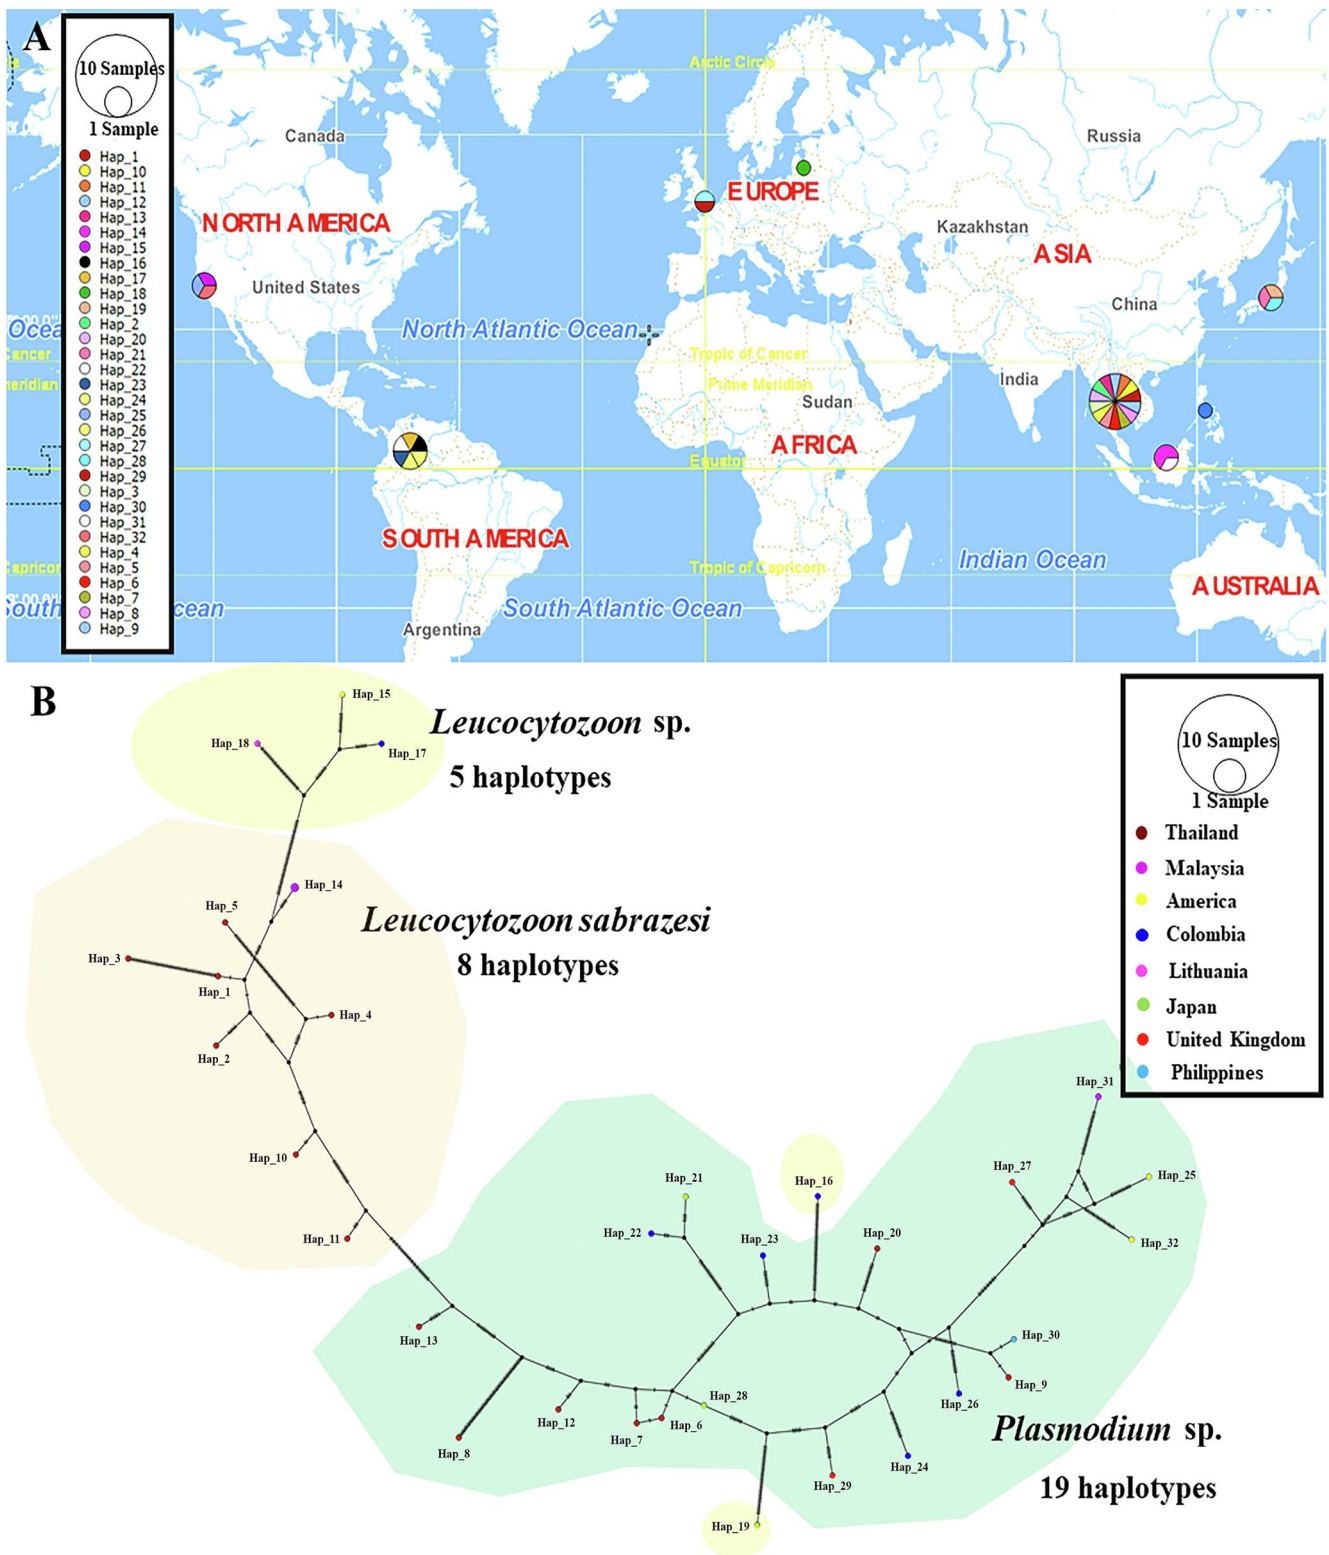 A
10 Samples
1 Sample
Hap_1
Hap_10
Hap_11
Hap_12
Hap_13
Hap_14
Hap_15
Hap_16
Hap_17
Hap_18
Hap_19
Hap_2
Hap_20
Hap_21
Hap_22
Hap_23
Hap_24
Hap_25
Hap_26
Hap_27
Hap_28
Hap_29
Hap_3
Hap_30
Hap_31
Hap_32
Hap_4
Hap_5
Hap_6
Hap_7
Hap_8
Hap_9
Arctic Circle
Canada
Russia
EUROPE
NORTH AMERICA
Kazakhstan
ASIA
United States
China
Ocea
North Atlantic Ocean
Cancer
Tropic of Cancer
neridian
Prime Meridian
India
Sudan
AFRICA
Equator
SOUTH AMERICA
Indian Ocean
Capricor
Tropic of Capricorn
AUSTRALIA
South
cean
South Atlantic Ocean
Argentina
B
Hap_15
Hap_18
Hap_17
Leucocytozoon sp.
5 haplotypes
10 Samples
1 Sample
Thailand
Malaysia
America
Colombia
Lithuania
Japan
United Kingdom
Philippines
Hap_14
Hap_5
Leucocytozoon sabrazesi
8 haplotypes
Hap_3
Hap_1
Hap_4
Hap_2
Hap_10
Hap_11
Hap_31
Hap_27
Hap_25
Hap_21
Hap_16
Hap_22
Hap_23
Hap_20
Hap_32
Hap_13
Hap_30
Hap_9
Hap_28
Hap_26
Hap_12
Hap_6
Hap_7
Hap_8
Hap_24
Hap_29
Hap_19
Plasmodium sp.
19 haplotypes